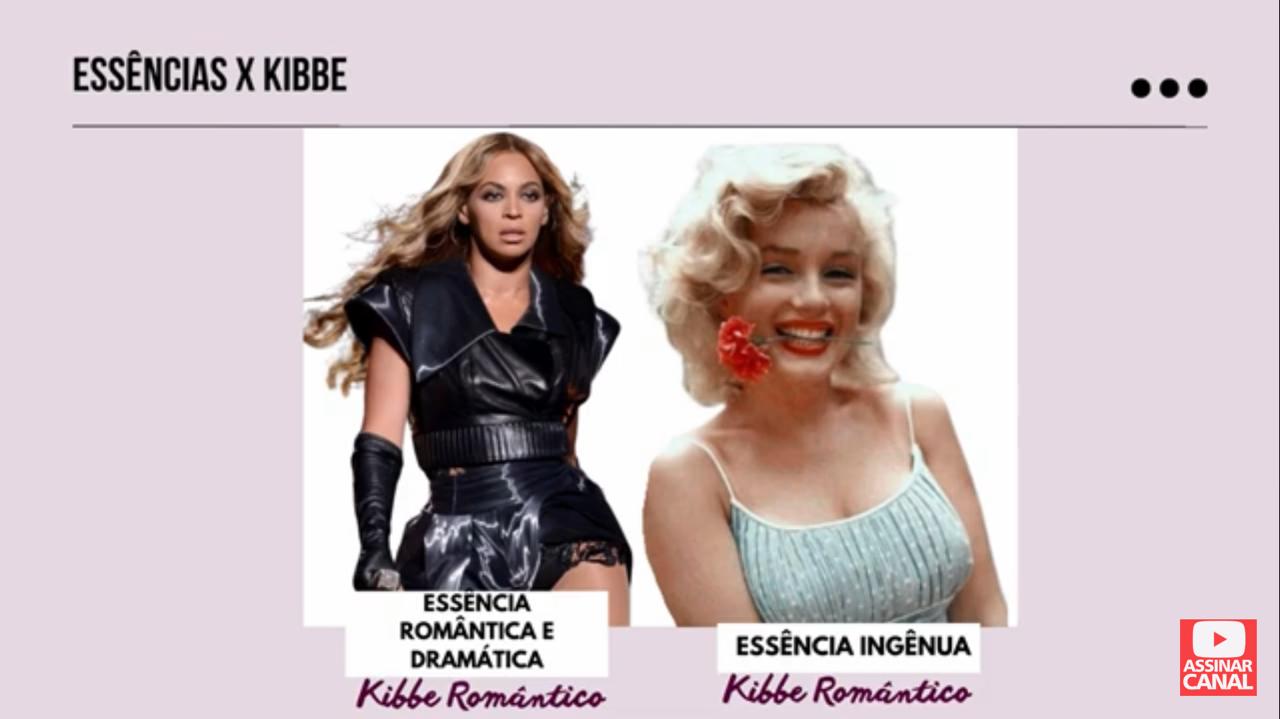 ESSÊNCIAS X KIBBE
ESSÊNCIA
ROMÂNTICA E
DRAMÁTICA
Kibbe Romântico
ESSÊNCIA INGÊNUA
Kibbe Romântico
ASSINAR
CANAL